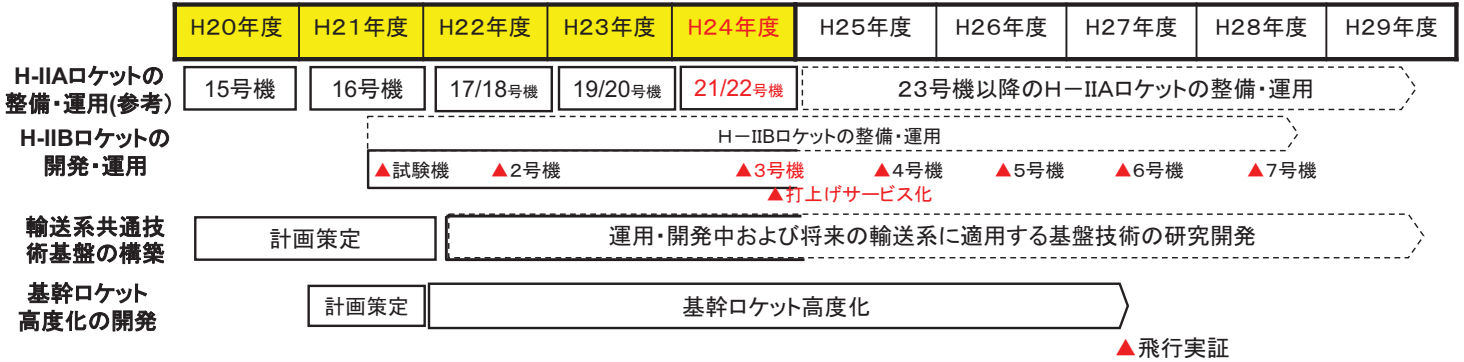 H20年度 H21年度 H22年度 H23年度 H24年度 H25年度 H26年度 H27年度 H28年度 H29年度
H-IIAロケットの
整備・運用(参考)
15号機 16号機 17/18号機 19/20号機 21/22号機 23号機以降のH－IIAロケットの整備・運用
H-IIBロケットの
開発・運用
H－IIBロケットの整備・運用
▲試験機 ▲2号機 ▲3号機 ▲4号機 ▲5号機 ▲6号機 ▲7号機
▲打上げサービス化
輸送系共通技
術基盤の構築
計画策定 運用・開発中および将来の輸送系に適用する基盤技術の研究開発
基幹ロケット
高度化の開発
計画策定 基幹ロケット高度化
▲飛行実証